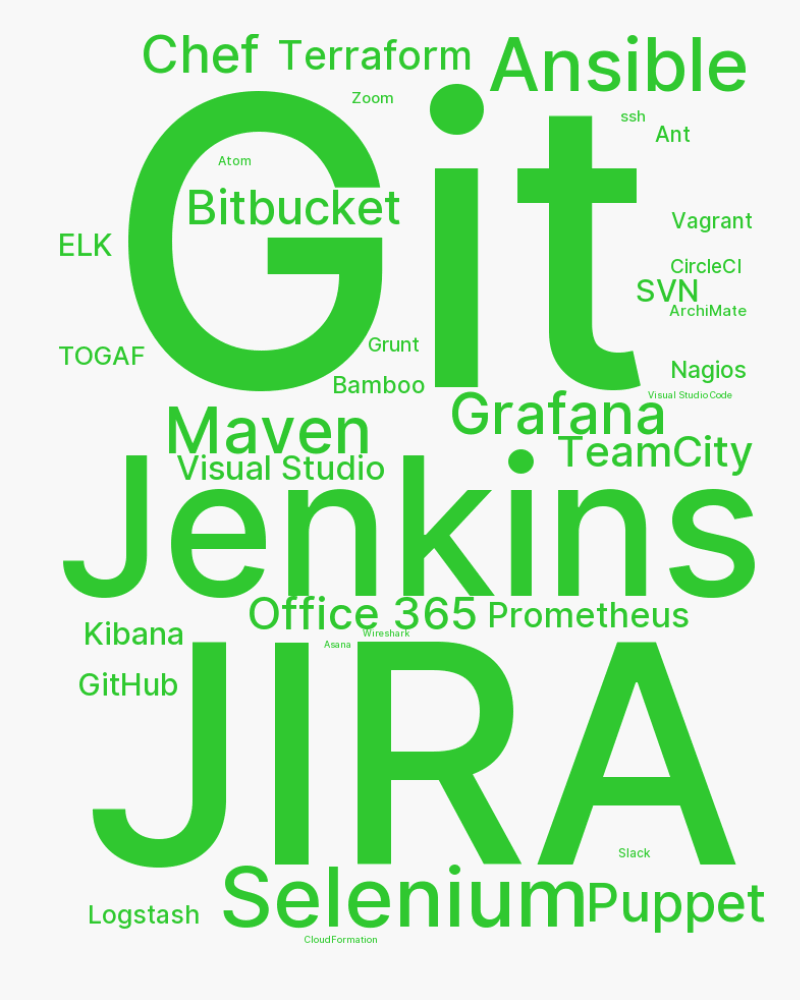 Chef Terraform Ansible
Zoom
ssh
Ant
Git
Atom
Bitbucket
Vagrant
ELK
CircleCI
SVN
ArchiMate
Grunt
TOGAF
Nagios
Bamboo
Visual Studio Code
Grafana
Maven
TeamCity
Visual Studio
Jenkins
Office 365 Prometheus
Kibana
Wireshark
Asana
GitHub
JIRA
Slack
Selenium Puppet
Logstash
CloudFormation